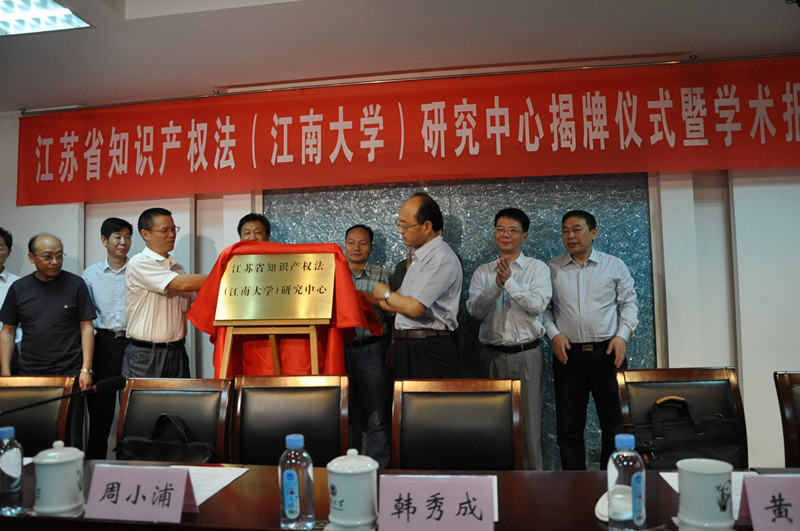 江苏省知识产权法（江南大学）研究中心揭牌仪式暨学术报
江苏省知识产权法
（江南大学）研究中心
周小浦
韩秀成
黄